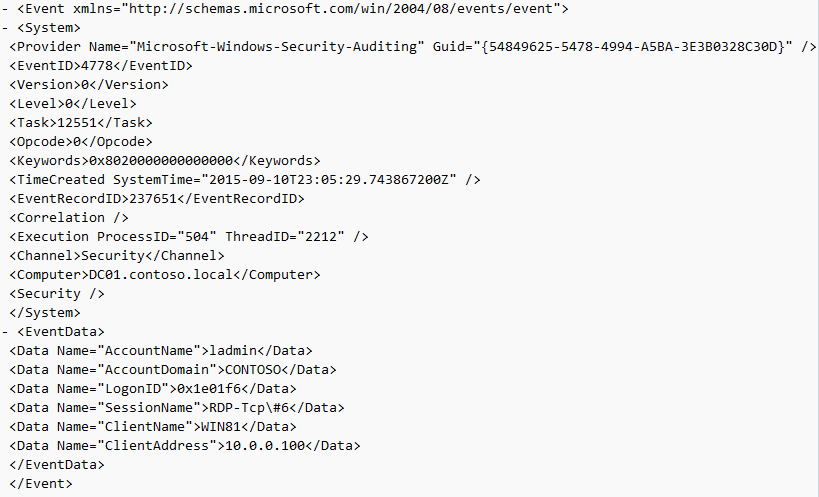 - <Event xmlns="http://schemas.microsoft.com/win/2004/08/events/event">
- <System>
<Provider Name="Microsoft-Windows-Security-Auditing" Guid="{54849625-5478-4994-A5BA-3E3B0328C30D}" />
<EventID>4778</EventID>
<Version>0</Version>
<Level>0</Level>
<Task>12551</Task>
<Opcode>0</Opcode>
<Keywords>0x8020000000000000</Keywords>
<TimeCreated SystemTime="2015-09-10T23:05:29.743867200Z" />
<EventRecordID>237651</EventRecordID>
<Correlation />
<Execution ProcessID="504" ThreadID="2212" />
<Channel>Security</Channel>
<Computer>DC01.contoso.local</Computer>
<Security />
</System>
- <EventData>
<Data Name="AccountName">ladmin</Data>
<Data Name="AccountDomain">CONTOSO</Data>
<Data Name="LogonID">0x1e01f6</Data>
<Data Name="SessionName">RDP-Tcp\#6</Data>
<Data Name="ClientName">WIN81</Data>
<Data Name="ClientAddress">10.0.0.100</Data>
</EventData>
</Event>